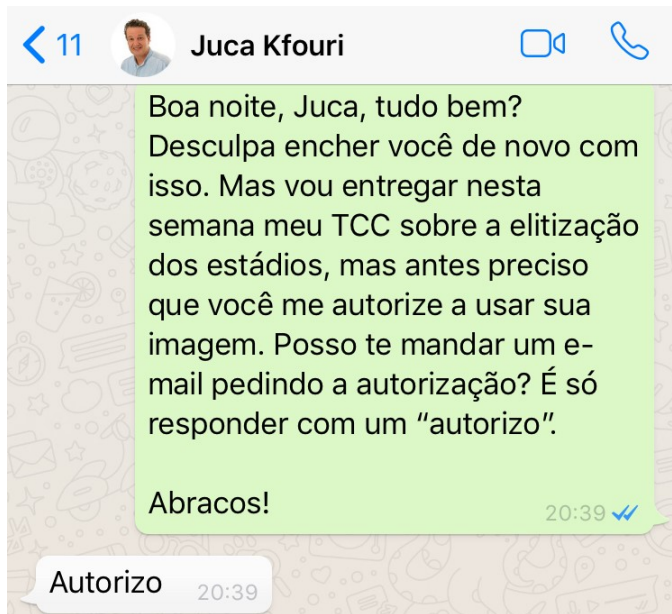 11
Juca Kfouri
Boa noite, Juca, tudo bem?
Desculpa encher você de novo com
isso. Mas vou entregar nesta
semana meu TCC sobre a elitização
dos estádios, mas antes preciso
que você me autorize a usar sua
imagem. Posso te mandar um e-
mail pedindo a autorização? É só
responder com um “autorizo”.
Abracos!
20:39
Autorizo 20:39